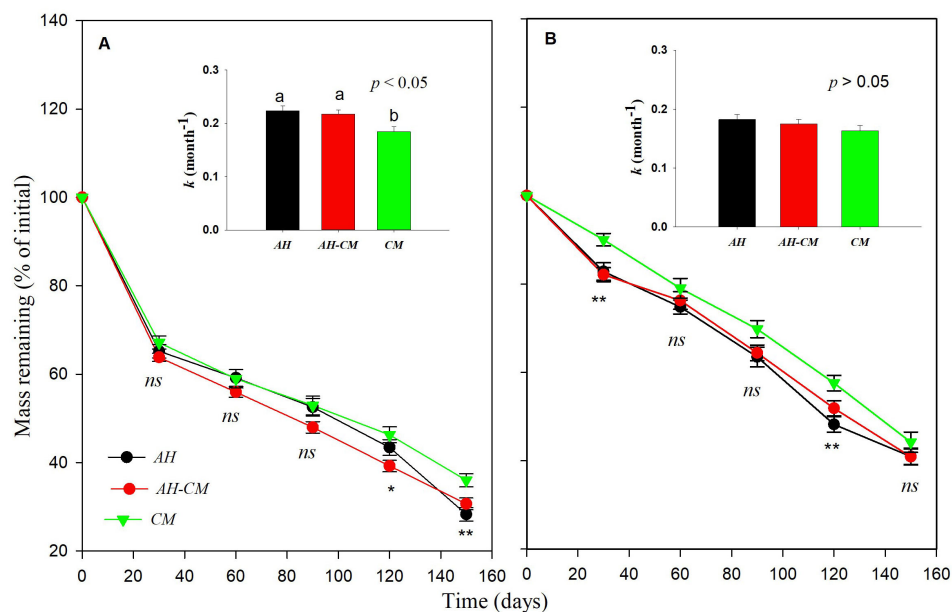 Mass remaining (% of initial)
140
120
100
80
60
40
20
A
k (month-1)
0.3
0.2
0.1
0.0
p < 0.05
a
a
b
AH
AH-CM
CM
ns
ns
ns
*
**
AH
AH-CM
CM
0 20 40 60 80 100 120 140 160
B
k (month-1)
0.3
0.2
0.1
0.0
p > 0.05
AH
AH-CM
CM
**
ns
ns
**
ns
0 20 40 60 80 100 120 140 160
Time (days)